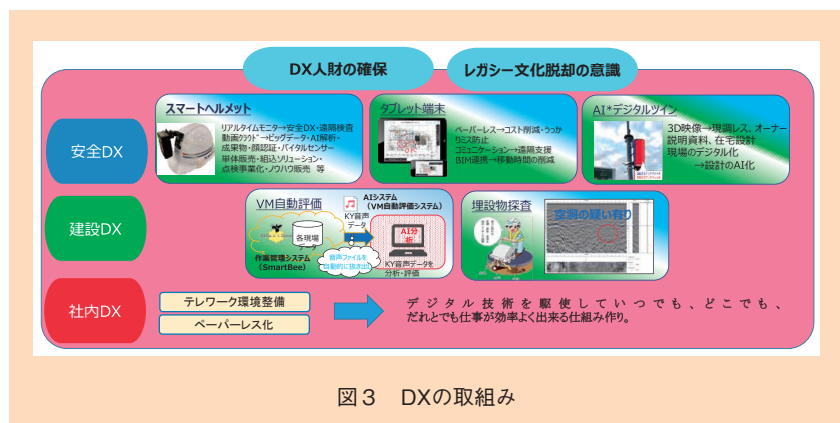 DX人財の確保
レガシー文化脱却の意識
安全DX
スマートヘルメット
リアルタイムモニタ→安全DX・遠隔検査
動画クラウド→ビッグデータ・AI解析・
成果物・顔認証・バイタルセンサー
単体販売・組込ソリューション・
点検事業化・ノウハウ販売 等
タブレット端末
ペーパーレス→コスト削減・うっか
りミス防止
コミュニケーション→遠隔支援
BIM連携→移動時間の削減
AI*デジタルツイン
3D映像→現調レス、オーナー
説明資料、在宅設計
現場のデジタル化
→設計のAI化
建設DX
VM自動評価
AIシステム
(VM自動評価システム)
KY音声
データ
各現場
データ
作業管理システム
(SmartBee)
音声ファイルを
自動的に抜き出し
AI分
析
KY音声データを
分析・評価
埋設物探査
空洞の疑い有り
社内DX
テレワーク環境整備
ペーパーレス化
デジタル技術を駆使していつでも、どこでも、
だれとでも仕事が効率よく出来る仕組み作り。
図3 DXの取組み